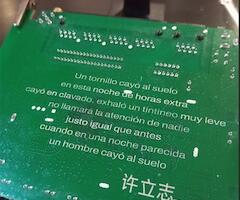 Un tornillo cayó al suelo
en esta noche de horas extra
cayó en clavado, exhaló un tintineo muy leve
no llamará la atención de nadie
justo igual que antes
cuando en una noche parecida
un hombre cayó al suelo
许立志